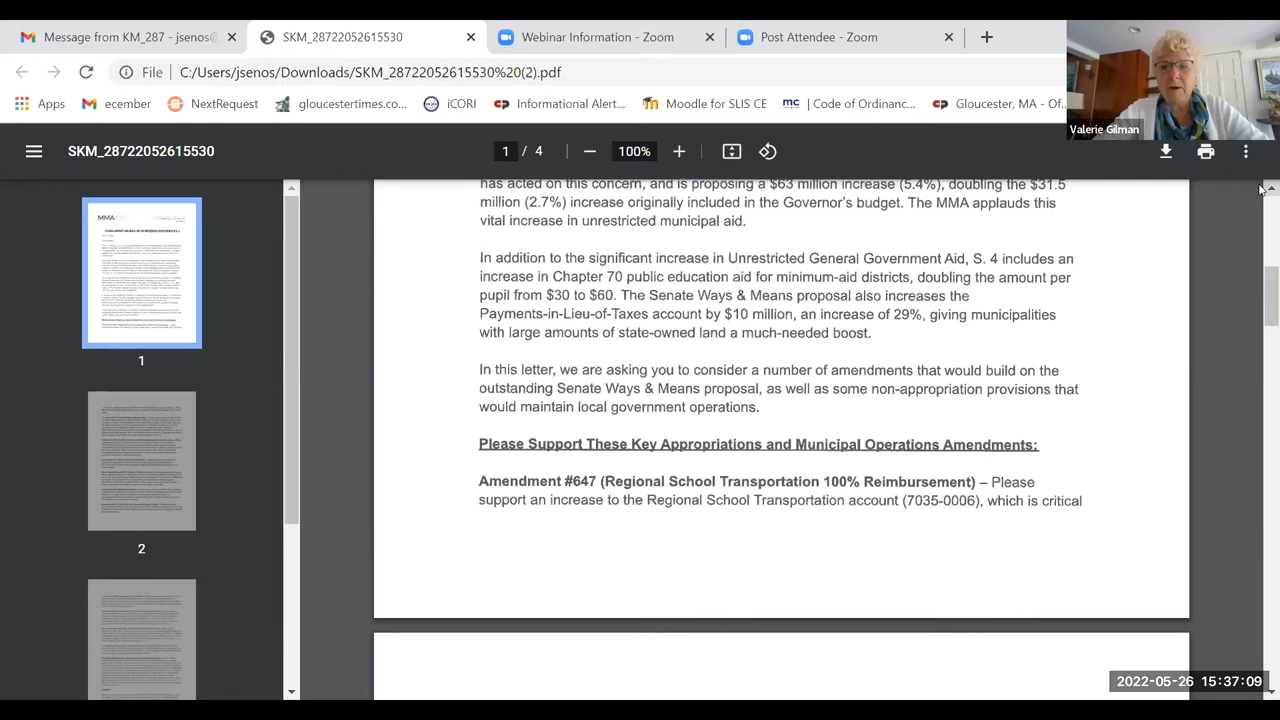 Message from KM_287 - jsenos@
SKM_28722052615530
Webinar Information - Zoom
Post Attendee - Zoom
File
C:/Users/jsenos/Downloads/SKM_28722052615530%20(2).pdf
Apps
ecember
NextRequest
gloucestertimes.co...
iCORI
Informational Alert...
Moodle for SLIS CE
mc
| Code of Ordinanc...
Gloucester, MA - Of...
Valerie Gilman
SKM_28722052615530
1 / 4
100%
has acted on this concern, and is proposing a $63 million increase (5.4%), doubling the $31.5
million (2.7%) increase originally included in the Governor's budget. The MMA applauds this
vital increase in unrestricted municipal aid.
In addition to the significant increase in Unrestricted General Government Aid, S. 4 includes an
increase in Chapter 70 public education aid for minimum-aid districts, doubling the amount per
pupil from $30 to $60. The Senate Ways & Means proposal also increases the
Payments-in-Lieu-of-Taxes account by $10 million, an increase of 29%, giving municipalities
with large amounts of state-owned land a much-needed boost.
In this letter, we are asking you to consider a number of amendments that would build on the
outstanding Senate Ways & Means proposal, as well as some non-appropriation provisions that
would maintain local government operations.
Please Support These Key Appropriations and Municipal Operations Amendments:
Amendment #647 (Regional School Transportation 100% Reimbursement) – Please
support an increase to the Regional School Transportation account (7035-0006), which is critical
MMA
1
2
2022-05-26 15:37:09